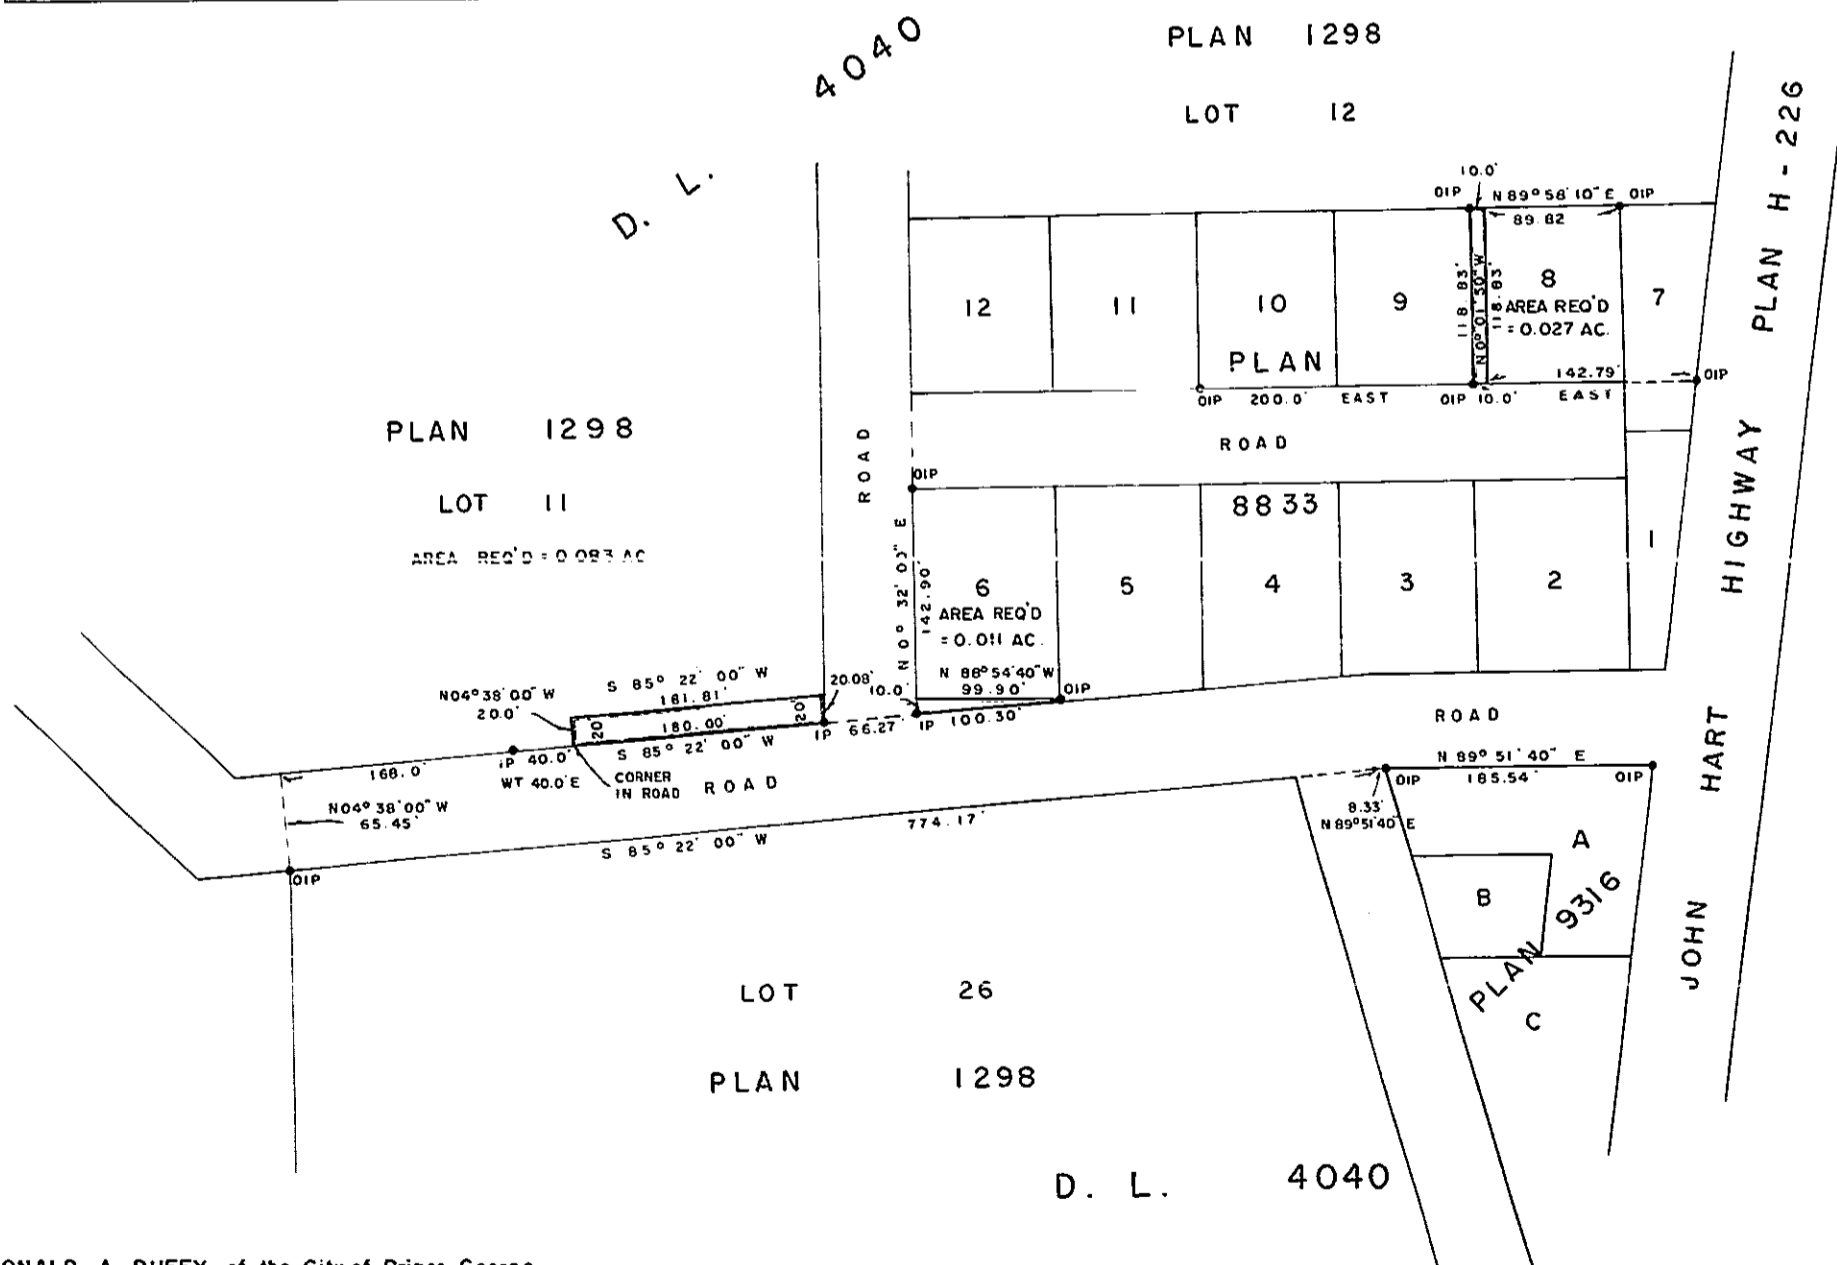 PLAN 1298
4040
LOT 12
D. L.
PLAN H-226
10.0'
OIP
N 89° 58' 10" E
OIP
89.82
12
11
10
9
118.83'
N 0° 01' 50" W
118.83'
8
AREA REQ'D
= 0.027 AC.
7
PLAN
142.79'
OIP
OIP
200.0'
EAST
OIP
10.0'
EAST
PLAN 1298
ROAD
ROAD
LOT 11
AREA REQ'D = 0.083 AC
OIP
8833
HIGHWAY
N 0° 32' 00" E
142.90'
6
AREA REQ'D
= 0.011 AC.
5
4
3
2
1
N 88° 54' 40" W
99.90'
OIP
S 85° 22' 00" W
181.81'
N04° 38' 00" W
20.0'
20'
180.00'
20'
20.08'
10.0'
IP
66.27
IP
100.30'
S 85° 22' 00" W
168.0'
IP
40.0'
WT 40.0'E
CORNER
IN ROAD
ROAD
ROAD
N 89° 51' 40" E
OIP
185.54'
OIP
HART
N04° 38' 00" W
65.45'
8.33'
N 89° 51' 40" E
774.17'
S 85° 22' 00" W
OIP
A
B
PLAN 9316
C
JOHN
LOT 26
PLAN 1298
D. L. 4040
ONALD A. DUFFY, of the City of Prince George